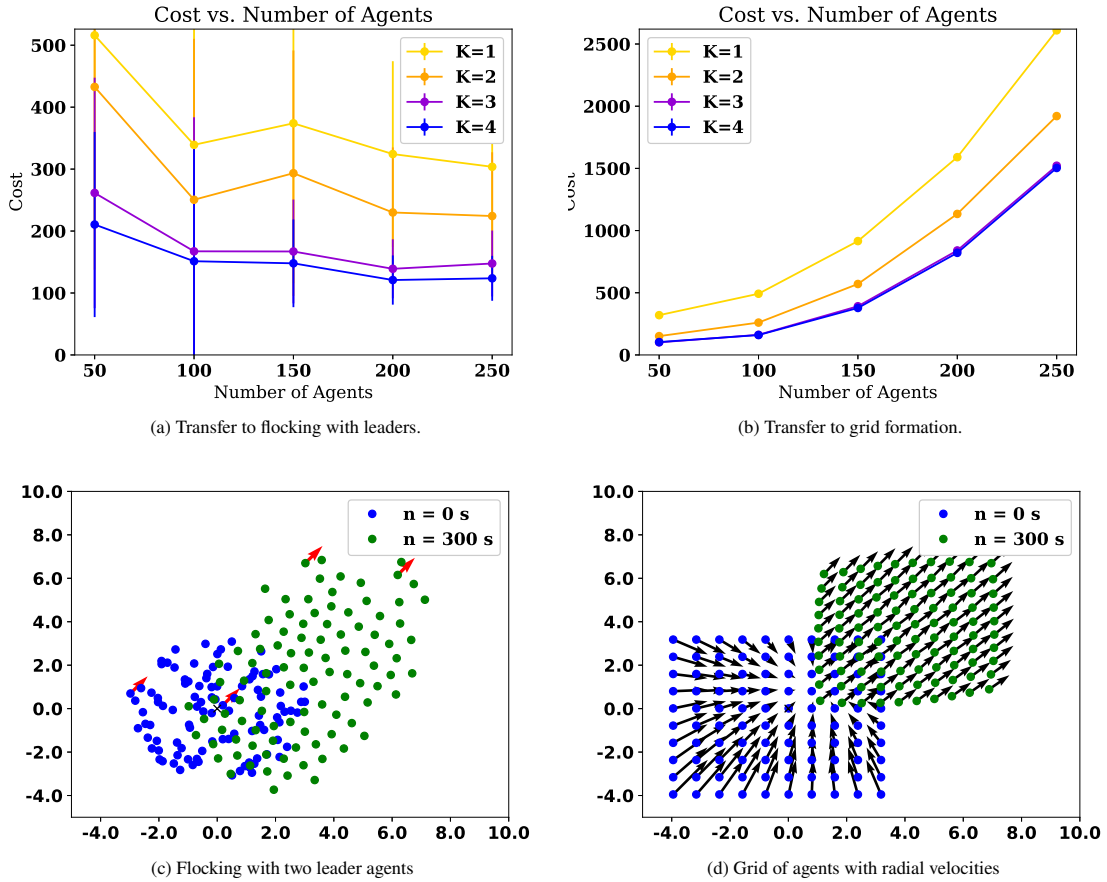 Cost vs. Number of Agents
500
400
300
200
100
0
Cost
50 100 150 200 250
Number of Agents
K=1
K=2
K=3
K=4
(a) Transfer to flocking with leaders.
Cost vs. Number of Agents
2500
2000
1500
1000
500
0
Cost
50 100 150 200 250
Number of Agents
K=1
K=2
K=3
K=4
(b) Transfer to grid formation.
10.0
8.0
6.0
4.0
2.0
0.0
-2.0
-4.0
-4.0 -2.0 0.0 2.0 4.0 6.0 8.0 10.0
n = 0 s
n = 300 s
(c) Flocking with two leader agents
10.0
8.0
6.0
4.0
2.0
0.0
-2.0
-4.0
-4.0 -2.0 0.0 2.0 4.0 6.0 8.0 10.0
n = 0 s
n = 300 s
(d) Grid of agents with radial velocities